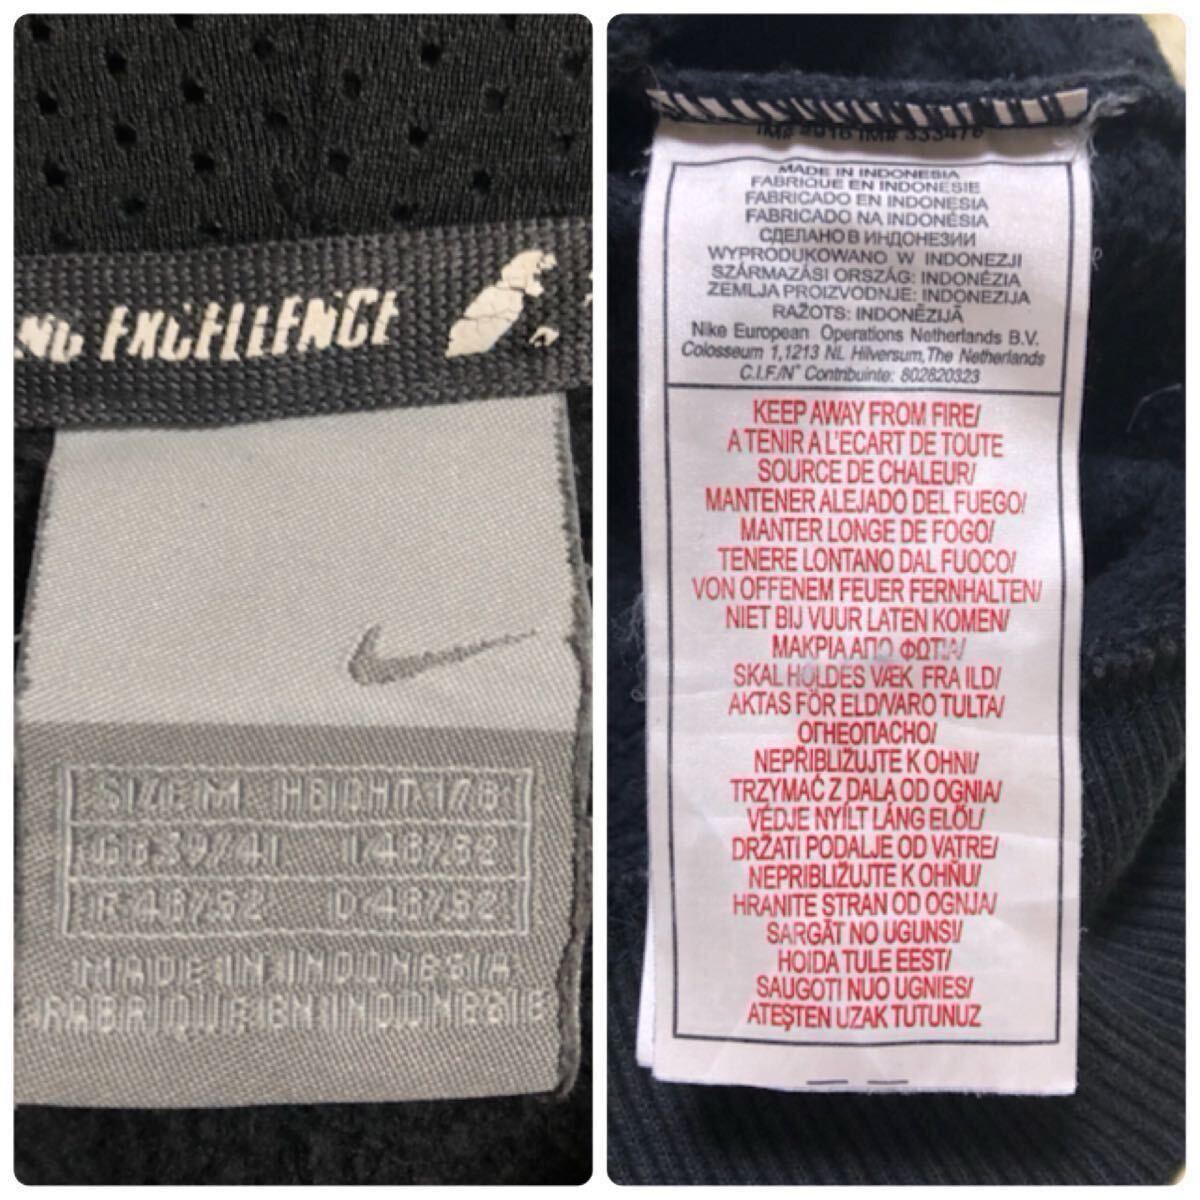 AND EXCELLENCE
SIZE M HEIGHT 178
GB 39/41 I 48/52
F 48/52 D 48/52
MADE IN INDONESIA
FABRIQUE EN INDONESIE
MADE IN INDONESIA
FABRIQUE EN INDONESIE
FABRICADO EN INDONESIA
FABRICADO NA INDONÉSIA
СДЕЛАНО В ИНДОНЕЗИИ
WYPRODUKOWANO W INDONEZJI
SZÁRMAZÁSI ORSZÁG: INDONÉZIA
ZEMLJA PROIZVODNJE: INDONEZIJA
RAŽOTS: INDONĒZIJĀ
Nike European Operations Netherlands B.V.
Colosseum 1,1213 NL Hilversum,The Netherlands
C.I.F./N° Contribuinte: 802820323
KEEP AWAY FROM FIRE/
A TENIR A L'ECART DE TOUTE
SOURCE DE CHALEUR/
MANTENER ALEJADO DEL FUEGO/
MANTER LONGE DE FOGO/
TENERE LONTANO DAL FUOCO/
VON OFFENEM FEUER FERNHALTEN/
NIET BIJ VUUR LATEN KOMEN/
ΜΑΚΡΙΑ ΑΠΟ ΦΩΤΙΑ/
SKAL HOLDES VÆK FRA ILD/
AKTAS FÖR ELD/VARO TULTA/
ОГНЕОПАСНО/
NEPŘIBLIŽUJTE K OHNI/
TRZYMAĆ Z DALA OD OGNIA/
VÉDJE NYÍLT LÁNG ELŐL/
DRŽATI PODALJE OD VATRE/
NEPRIBLIŽUJTE K OHŇU/
HRANITE STRAN OD OGNJA/
SARGĀT NO UGUNS!/
HOIDA TULE EEST/
SAUGOTI NUO UGNIES/
ATEŞTEN UZAK TUTUNUZ